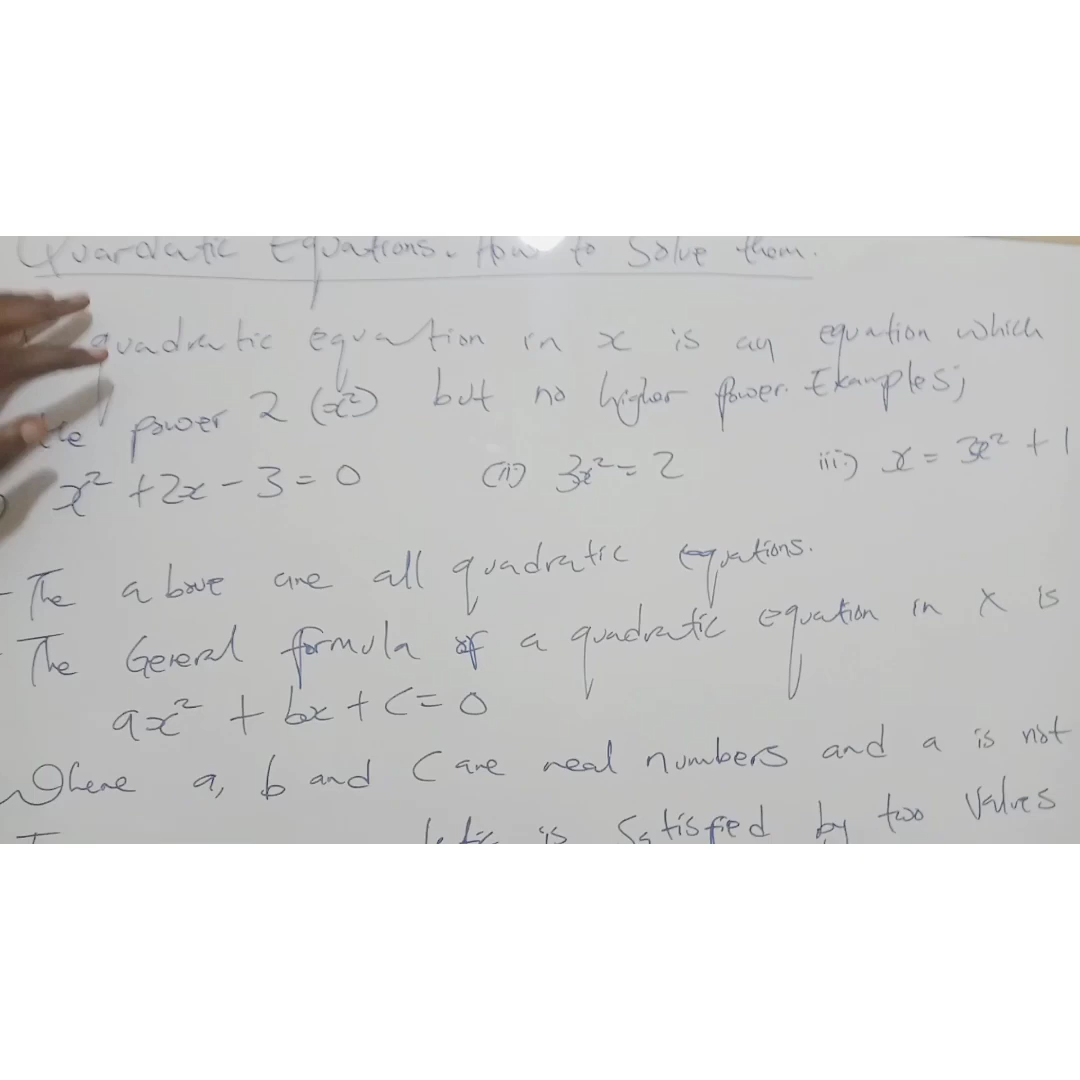 Quardratic Equations. How to Solve them.
quadratic equation in x is an equation which
the power 2 (x²) but no higher power. Examples;
x² + 2x - 3 = 0 (ii) 3x² = 2 iii) x = 3x² + 1
- The above are all quadratic equations.
- The General formula of a quadratic equation in x is
ax² + bx + c = 0
Where a, b and c are real numbers and a is not
is satisfied by two values